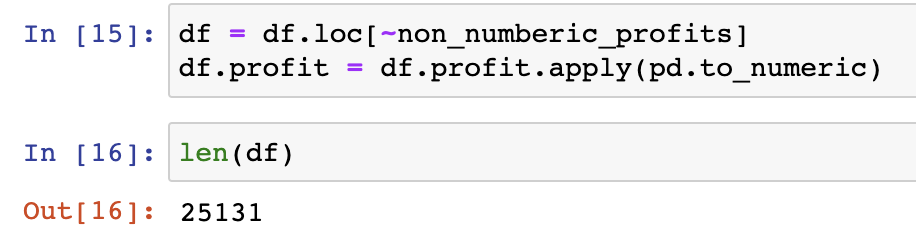 In [15]: df = df.loc[~non_numberic_profits]
df.profit = df.profit.apply(pd.to_numeric)
In [16]: len(df)
Out[16]: 25131